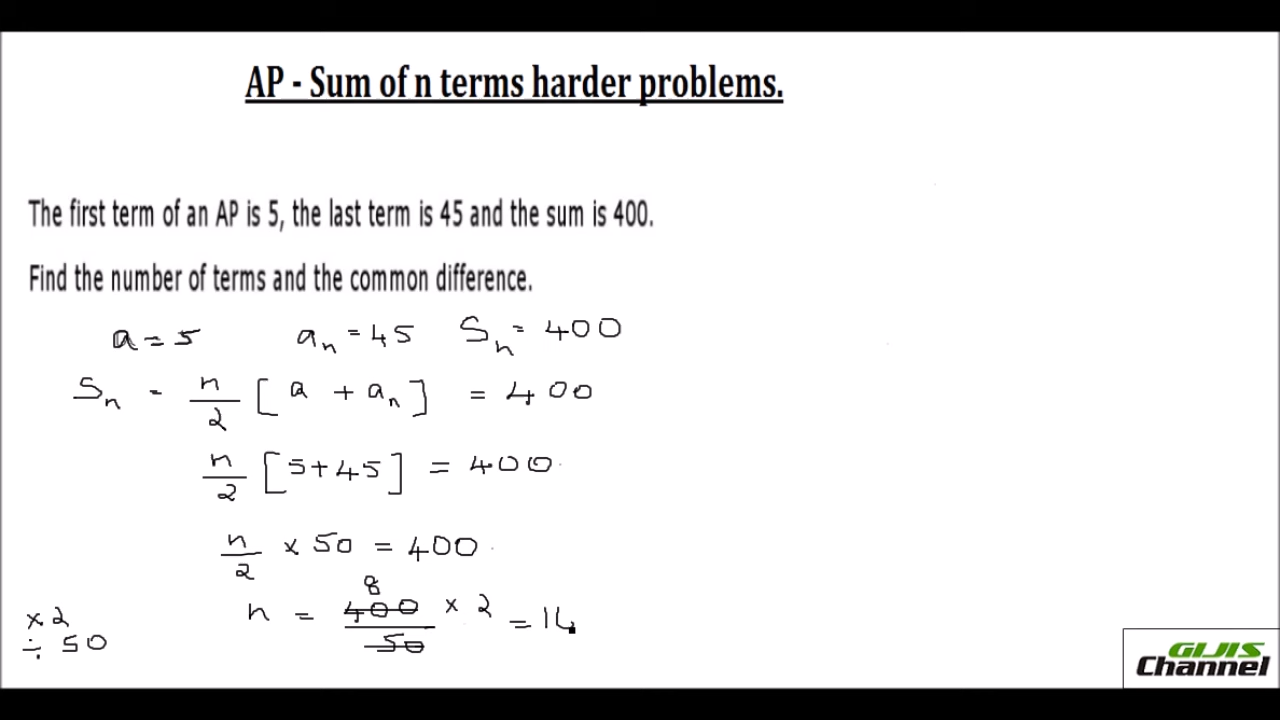 AP - Sum of n terms harder problems.
The first term of an AP is 5, the last term is 45 and the sum is 400.
Find the number of terms and the common difference.
a = 5 aₙ = 45 Sₙ = 400
Sₙ = n/2 [a + aₙ] = 400
n/2 [5+45] = 400
n/2 × 50 = 400
8
n = 400/50 × 2 = 1
× 2
÷ 50
GIJIS
Channel